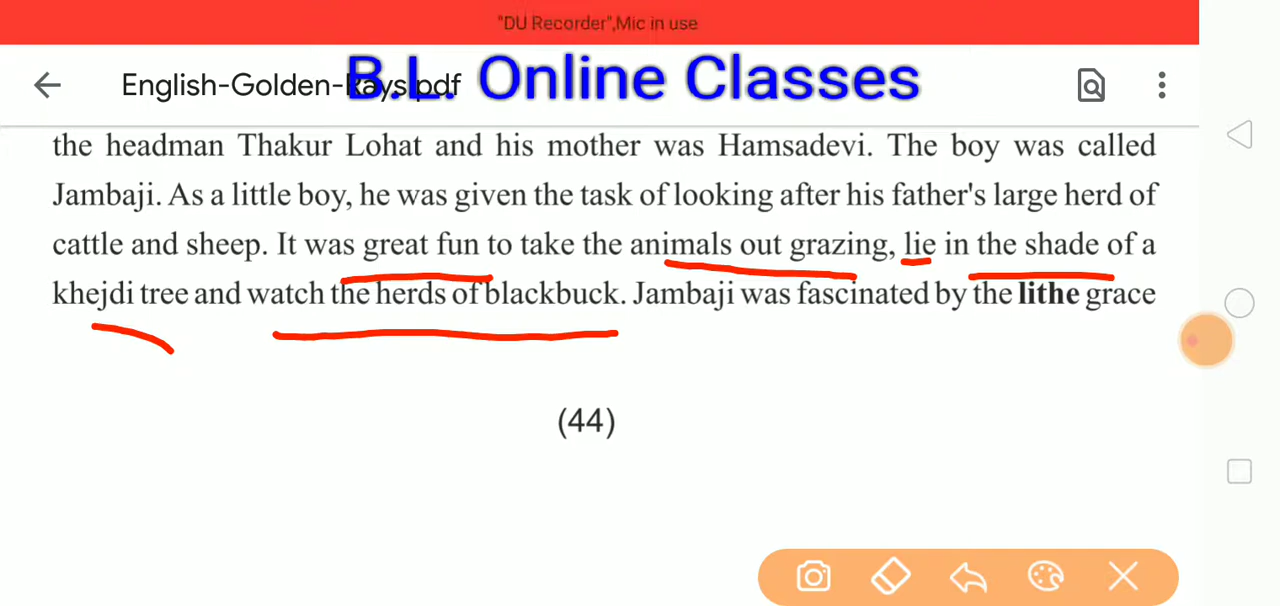 "DU Recorder",Mic in use
B.L. Online Classes
English-Golden-Rays.pdf
the headman Thakur Lohat and his mother was Hamsadevi. The boy was called
Jambaji. As a little boy, he was given the task of looking after his father's large herd of
cattle and sheep. It was great fun to take the animals out grazing, lie in the shade of a
khejdi tree and watch the herds of blackbuck. Jambaji was fascinated by the lithe grace
(44)